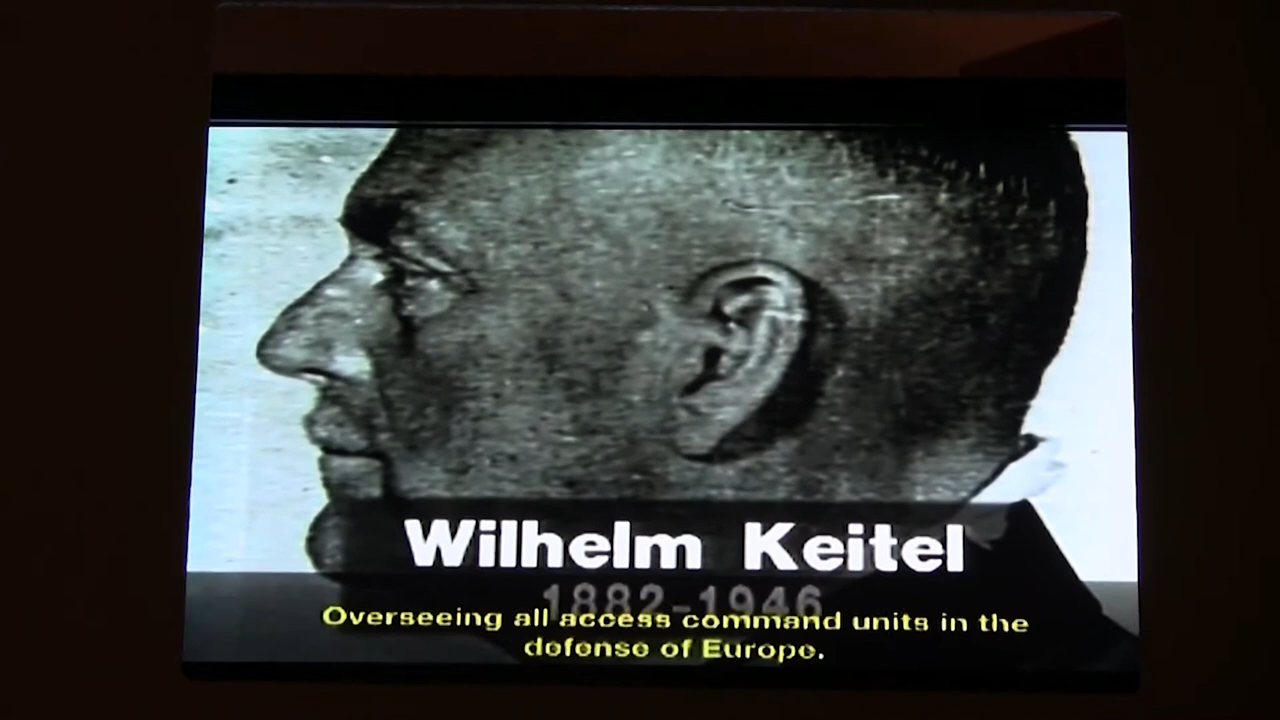 Wilhelm Keitel
1882-1946
Overseeing all access command units in the
defense of Europe.